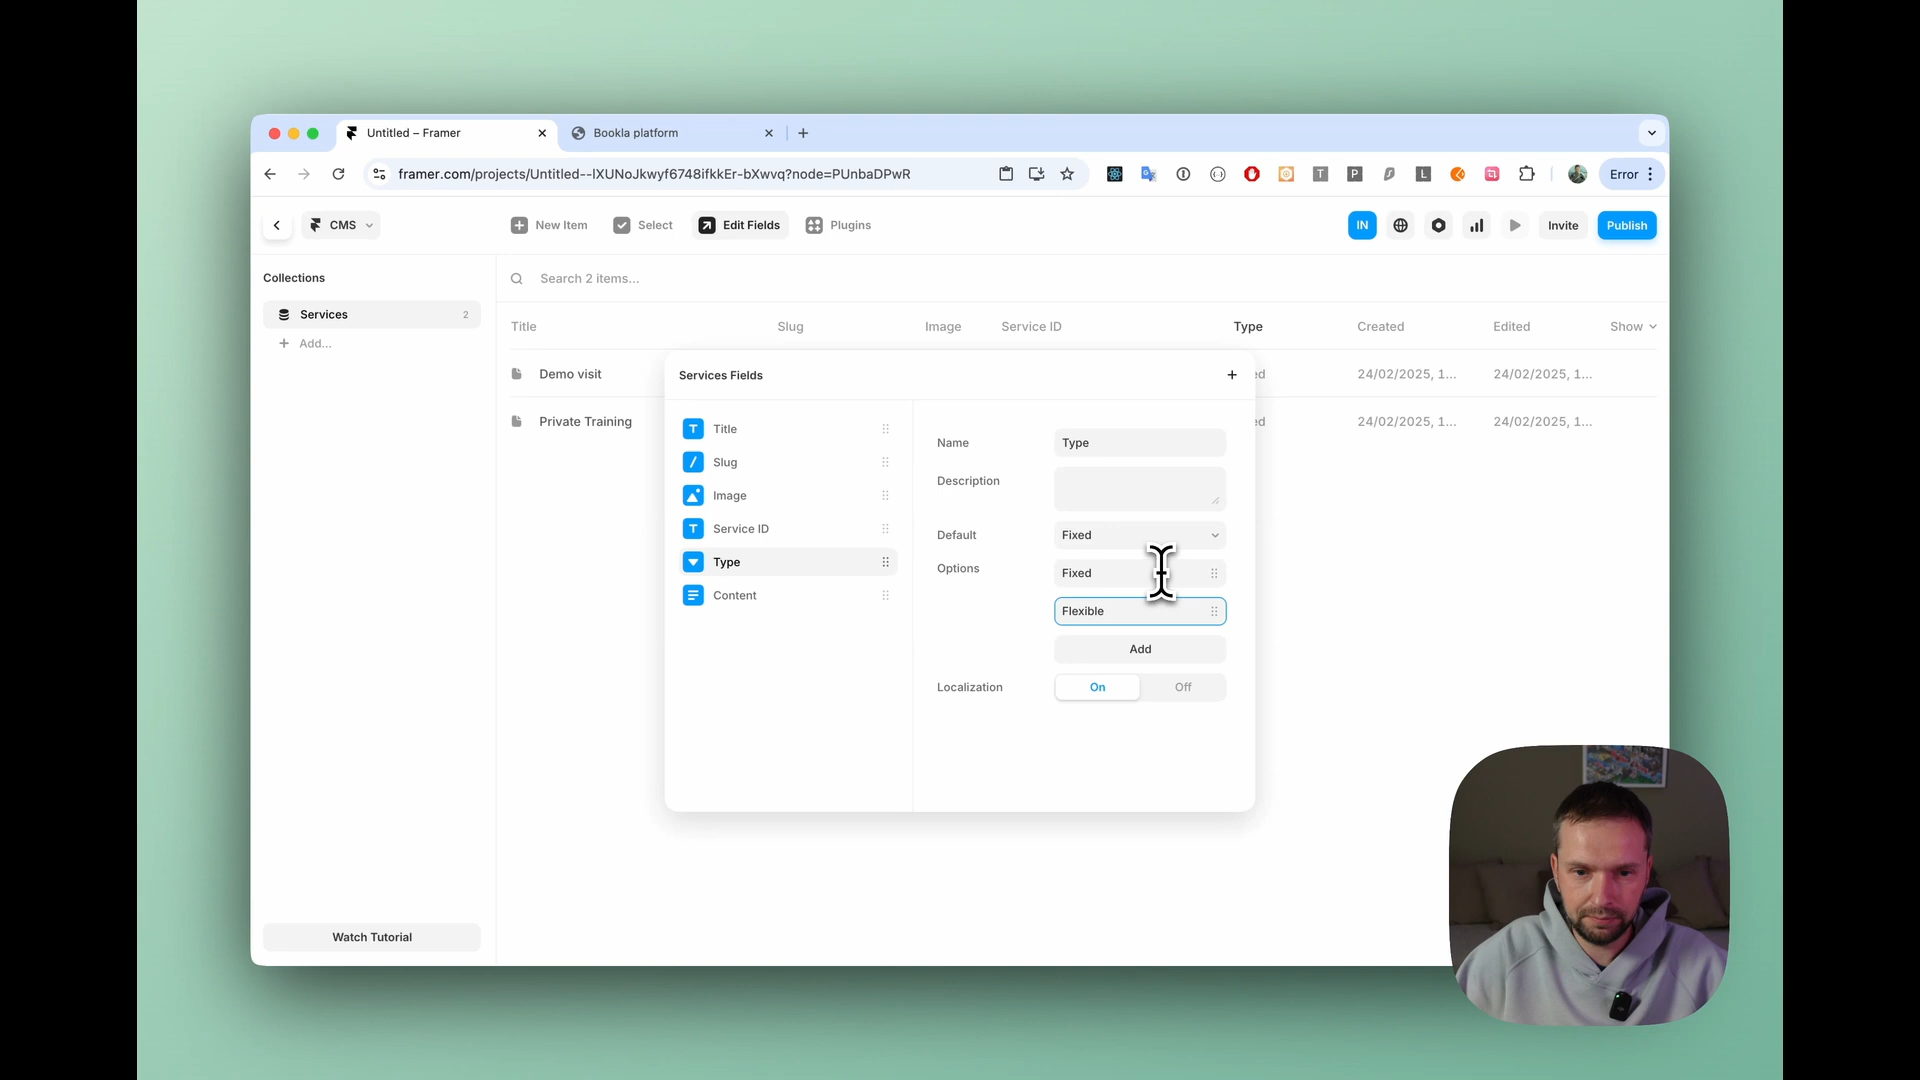 Untitled – Framer
Bookla platform
framer.com/projects/Untitled--IXUNoJkwyf6748ifkkEr-bXwvq?node=PUnbaDPwR
Error
CMS
New Item
Select
Edit Fields
Plugins
IN
Invite
Publish
Collections
Search 2 items...
Services
2
Add...
Title
Slug
Image
Service ID
Type
Created
Edited
Show
Demo visit
ed
24/02/2025, 1...
24/02/2025, 1...
Private Training
ed
24/02/2025, 1...
24/02/2025, 1...
Services Fields
Title
Slug
Image
Service ID
Type
Content
Name
Type
Description
Default
Fixed
Options
Fixed
Flexible
Add
Localization
On
Off
Watch Tutorial